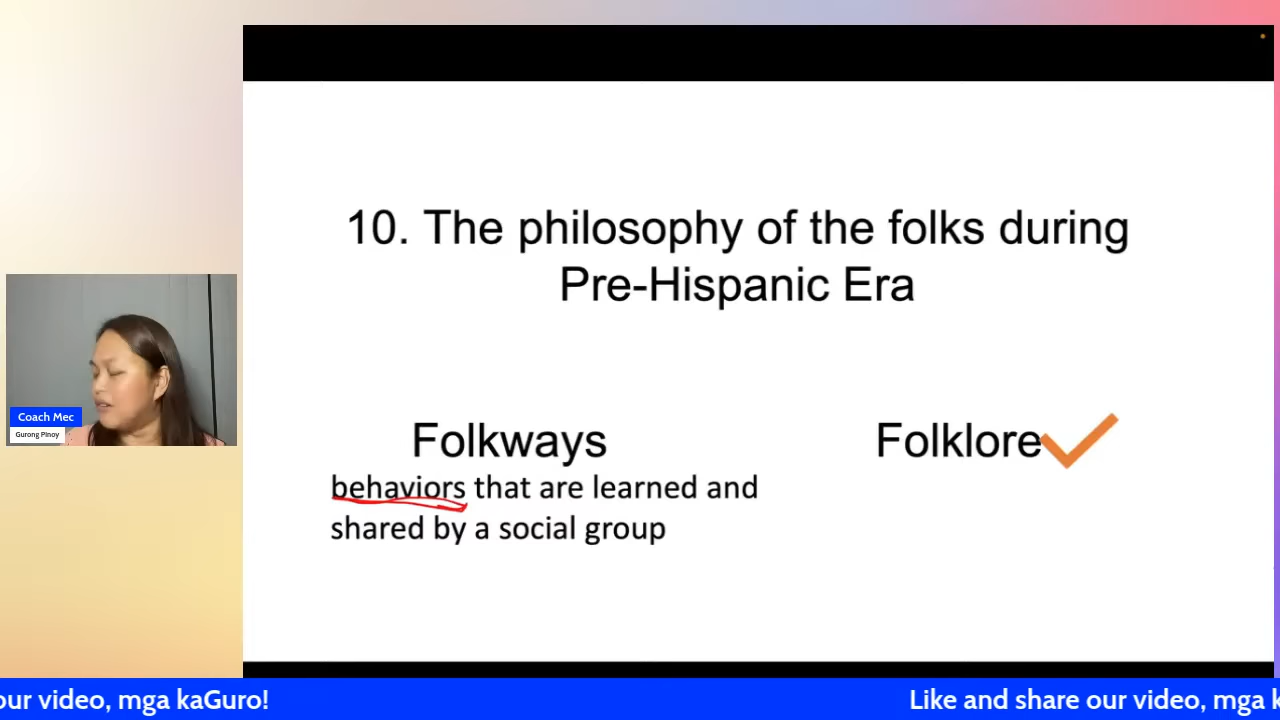 10. The philosophy of the folks during
Pre-Hispanic Era
Folkways
Folklore
behaviors that are learned and
shared by a social group
Coach Mec
Gurong Pinoy
our video, mga kaGuro!
Like and share our video, mga k